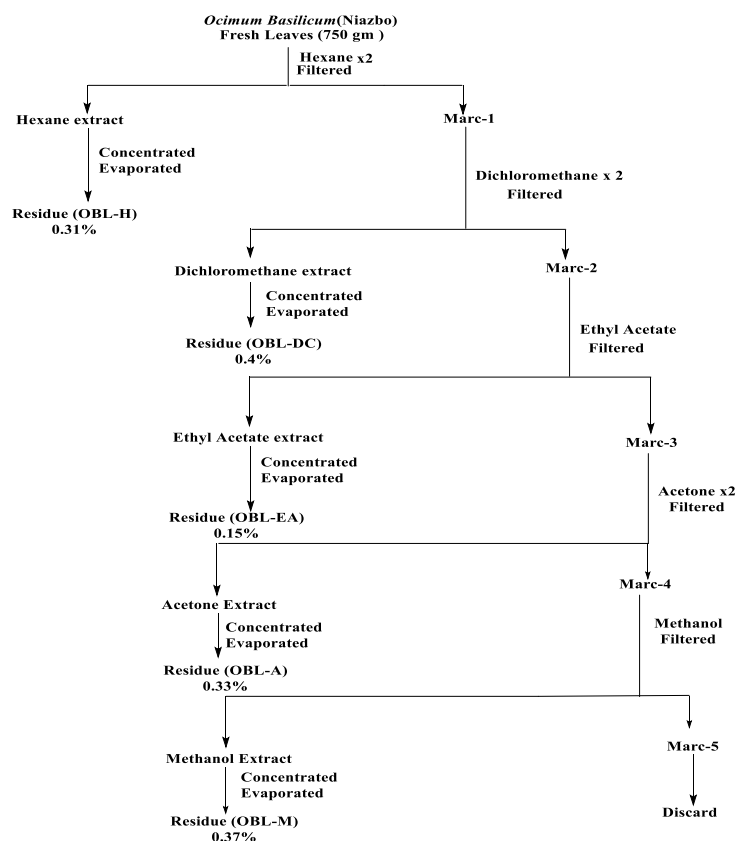 Ocimum Basilicum(Niazbo)
Fresh Leaves (750 gm )
Hexane x2
Filtered
Hexane extract
Marc-1
Concentrated
Evaporated
Dichloromethane x 2
Filtered
Residue (OBL-H)
0.31%
Dichloromethane extract
Marc-2
Concentrated
Evaporated
Ethyl Acetate
Filtered
Residue (OBL-DC)
0.4%
Ethyl Acetate extract
Marc-3
Concentrated
Evaporated
Acetone x2
Filtered
Residue (OBL-EA)
0.15%
Marc-4
Acetone Extract
Concentrated
Evaporated
Methanol
Filtered
Residue (OBL-A)
0.33%
Marc-5
Methanol Extract
Concentrated
Evaporated
Discard
Residue (OBL-M)
0.37%